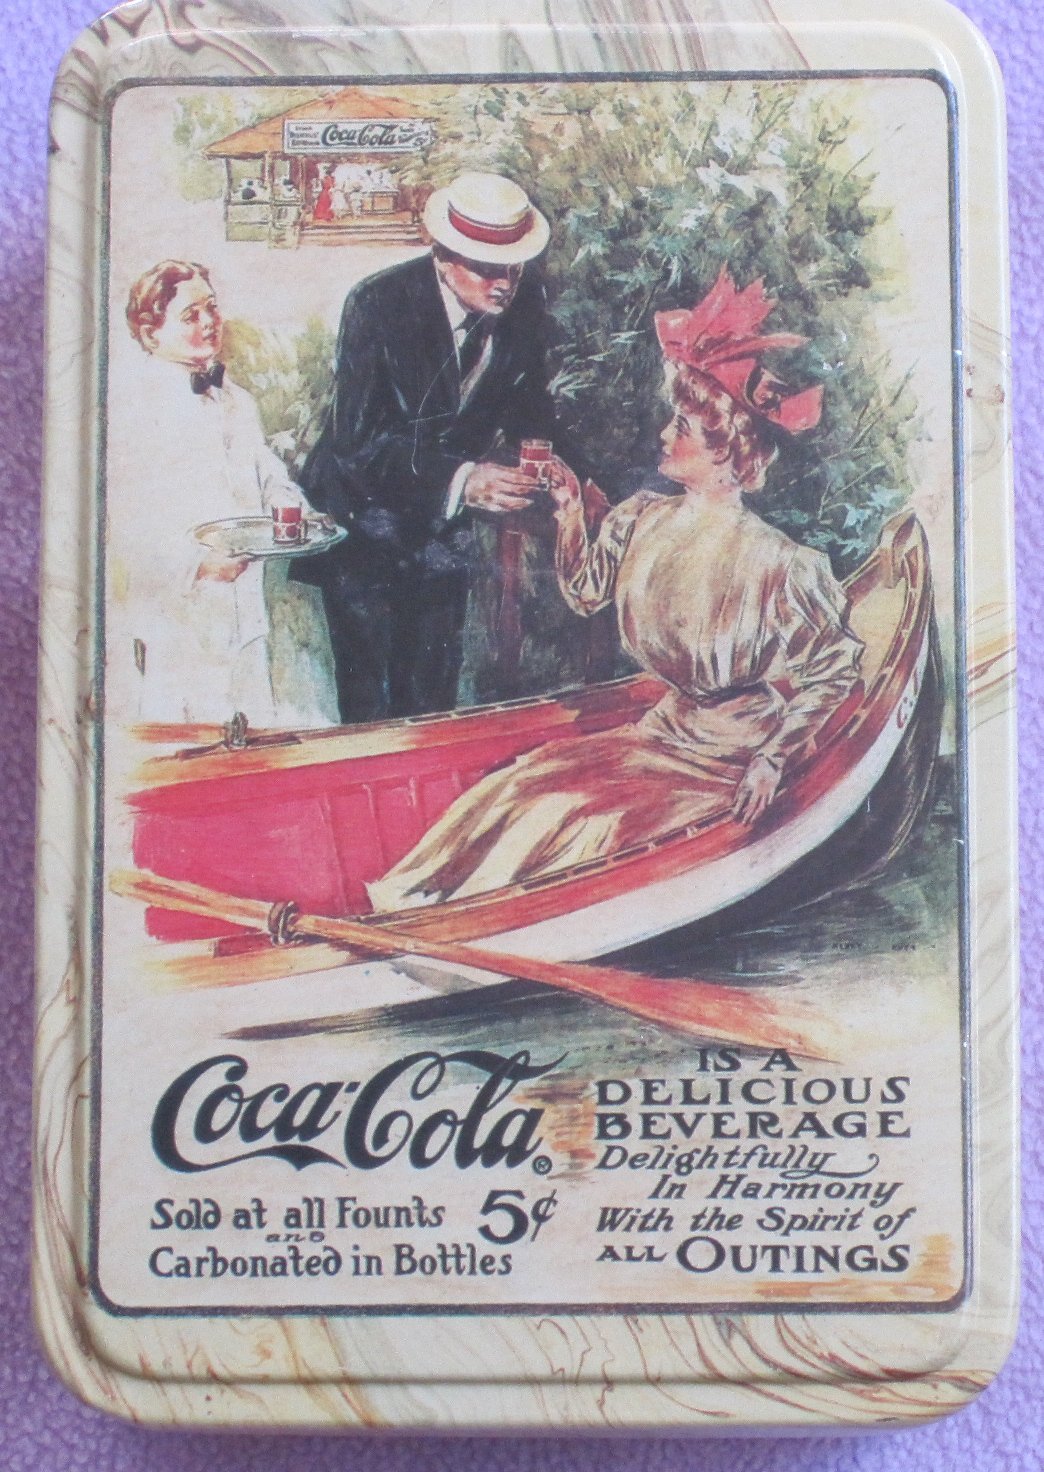 Coca-Cola
Coca-Cola®
Sold at all Founts
and
Carbonated in Bottles
5¢
IS A
DELICIOUS
BEVERAGE
Delightfully
In Harmony
With the Spirit of
ALL OUTINGS